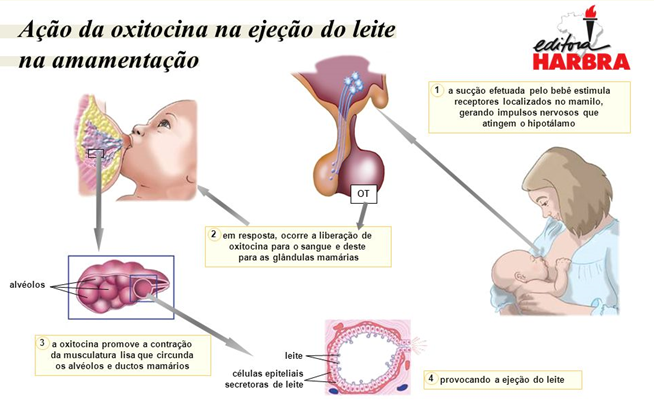 Ação da oxitocina na ejeção do leite
na amamentação
editora
HARBRA
1 a sucção efetuada pelo bebê estimula
receptores localizados no mamilo,
gerando impulsos nervosos que
atingem o hipotálamo
OT
2 em resposta, ocorre a liberação de
oxitocina para o sangue e deste
para as glândulas mamárias
alvéolos
3 a oxitocina promove a contração
da musculatura lisa que circunda
os alvéolos e ductos mamários
leite
células epiteliais
secretoras de leite
4 provocando a ejeção do leite